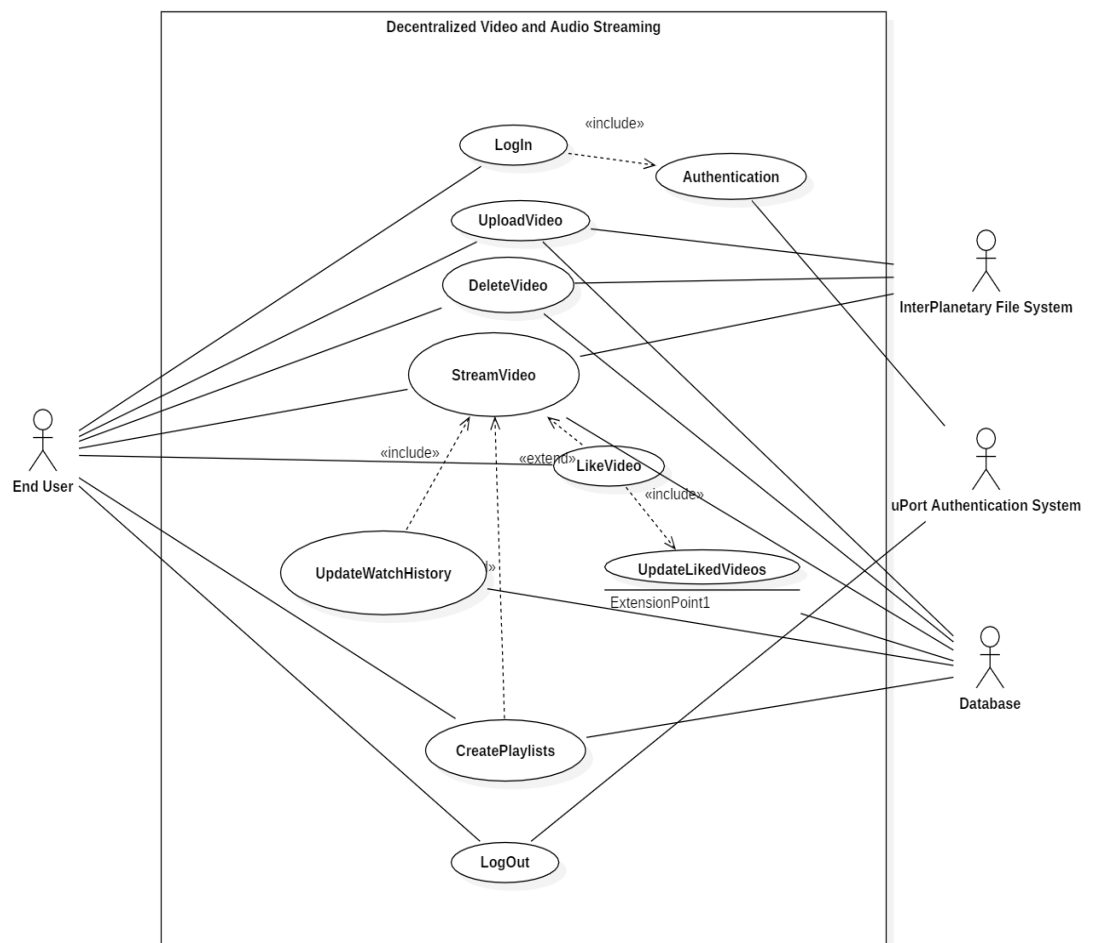 Decentralized Video and Audio Streaming
«include»
LogIn
Authentication
UploadVideo
DeleteVideo
InterPlanetary File System
StreamVideo
«include»
«extend»
LikeVideo
End User
«include»
uPort Authentication System
UpdateWatchHistory
UpdateLikedVideos
ExtensionPoint1
Database
CreatePlaylists
LogOut